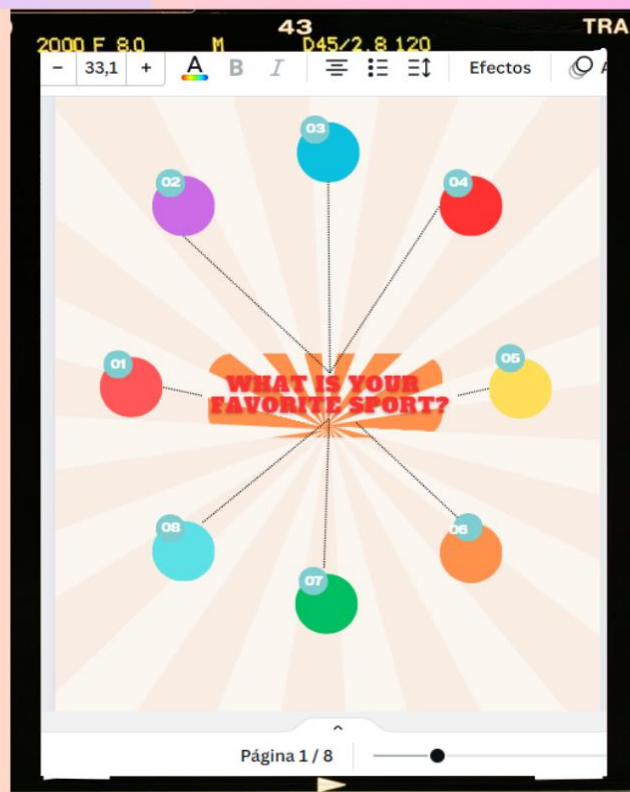 43
TRA
2000 F 8.0 M D45/2.8 120
− 33,1 + A B I Efectos
03
02
04
01
05
WHAT IS YOUR
FAVORITE SPORT?
08
06
07
Página 1 / 8